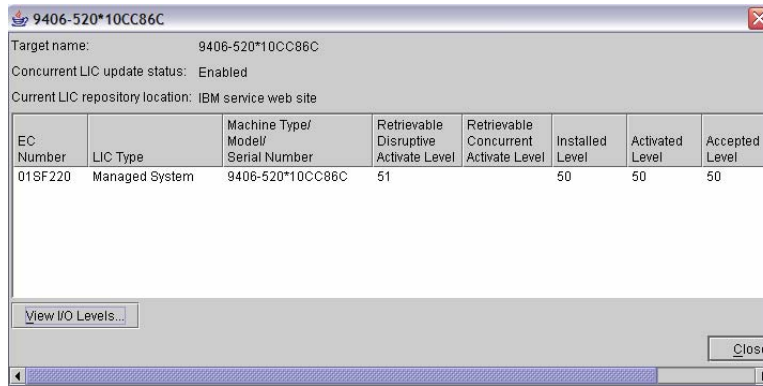 9406-520*10CC86C
Target name: 9406-520*10CC86C
Concurrent LIC update status: Enabled
Current LIC repository location: IBM service web site
EC Number
LIC Type
Machine Type/ Model/ Serial Number
Retrievable Disruptive Activate Level
Retrievable Concurrent Activate Level
Installed Level
Activated Level
Accepted Level
01SF220 Managed System 9406-520*10CC86C 51 50 50 50
View I/O Levels...
Close